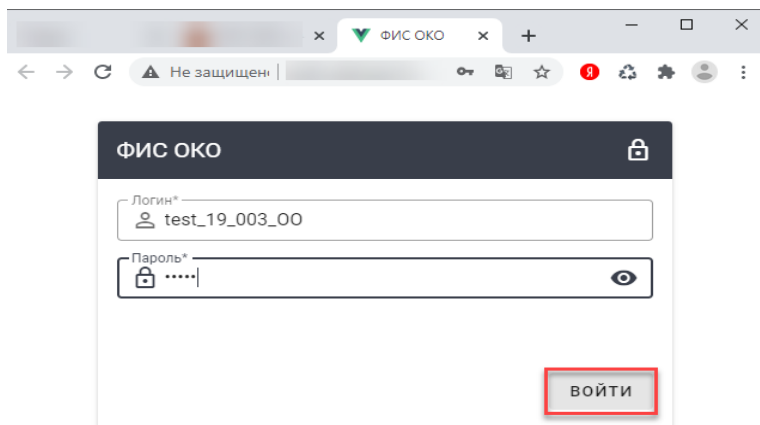 ФИС ОКО
Не защищен
ФИС ОКО
Логин*
test_19_003_OO
Пароль*
•••••
ВОЙТИ